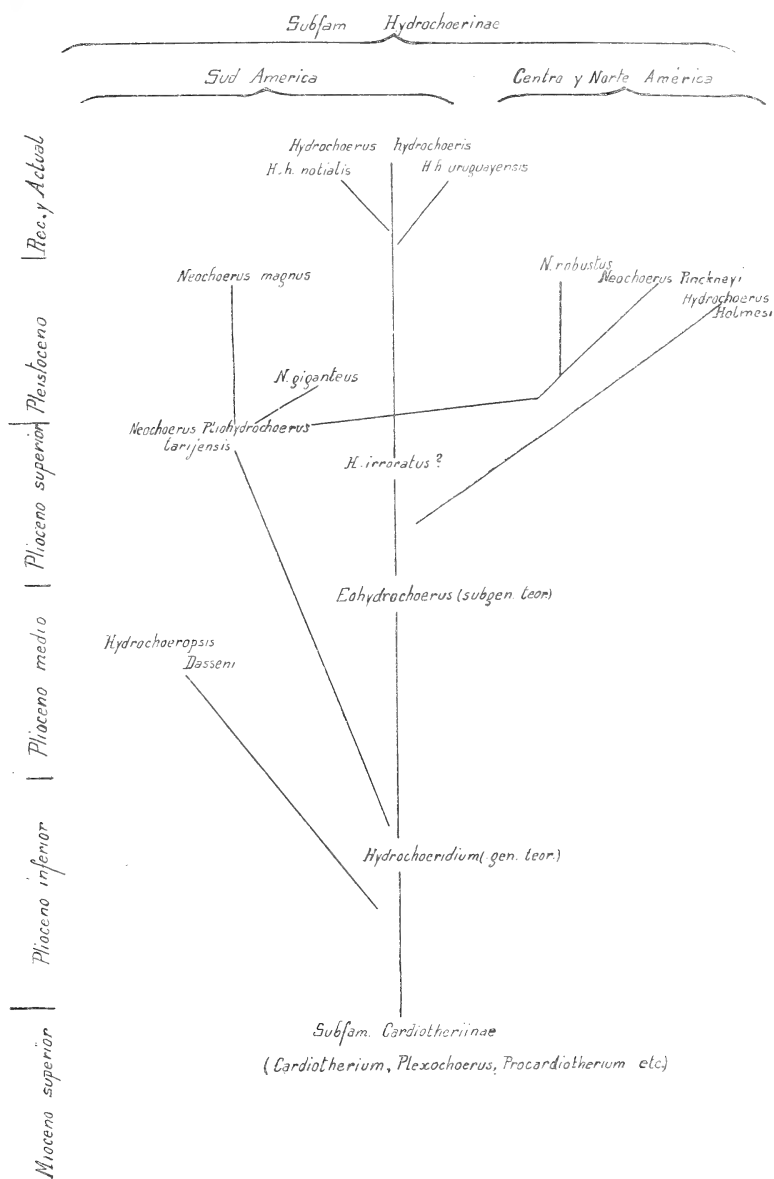 Subfam Hydrochoerinae
Sud America
Centro y Norte América
Rec. y Actual
Hydrochoerus hydrochoeris
H. h. notialis
H h uruguayensis
Neochoerus magnus
N. robustus
Neochoerus Pinckneyi
Hydrochoerus
Holmesi
Pleistoceno
N. giganteus
Neochoerus Pliohydrochoerus
tarijensis
H. irroratus ?
Plioceno superior
Eohydrochoerus (subgen. teor.)
Plioceno medio
Hydrochoeropsis
Dasseni
Plioceno inferior
Hydrochoeridium (gen. teor.)
Mioceno superior
Subfam. Cardiotheriinae
(Cardiotherium, Plexochoerus, Procardiotherium etc.)